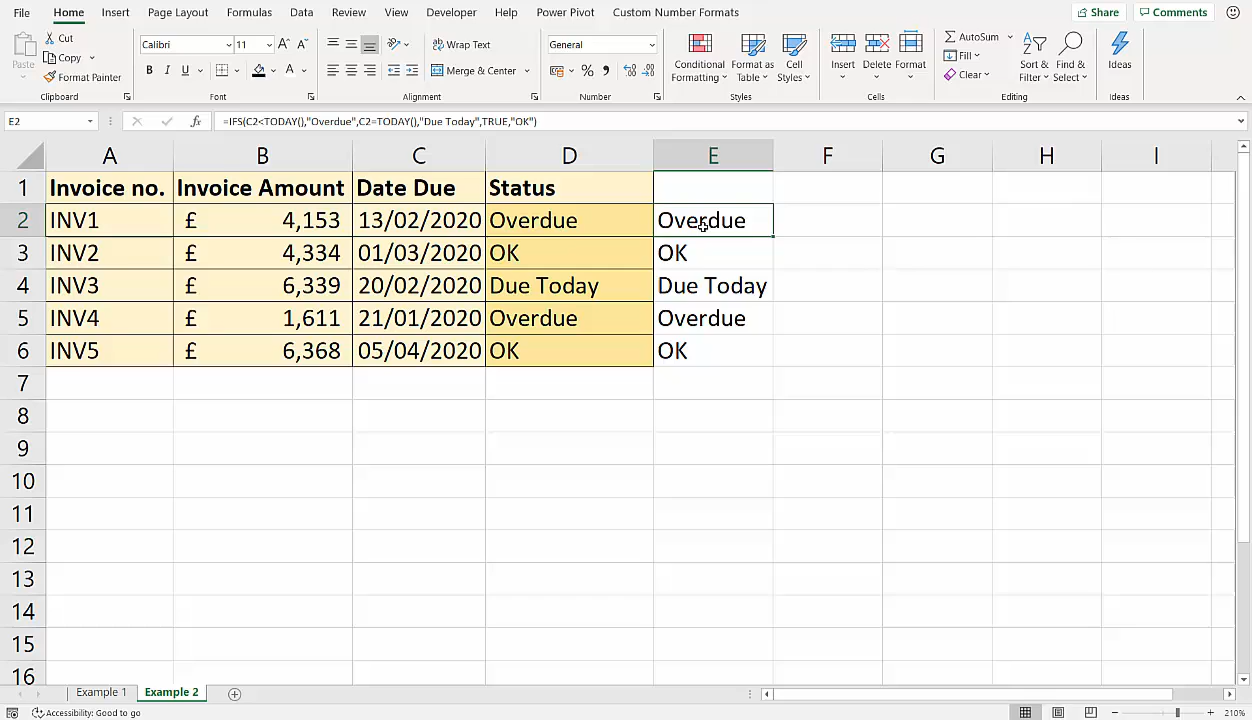 File Home Insert Page Layout Formulas Data Review View Developer Help Power Pivot Custom Number Formats Share Comments
Paste Cut Copy Format Painter
Calibri 11 A A B I U A
Wrap Text Merge & Center
General % ,
Conditional Formatting Format as Table Cell Styles
Insert Delete Format
AutoSum Fill Clear Sort & Filter Find & Select
Ideas
Clipboard Font Alignment Number Styles Cells Editing Ideas
E2 fx =IFS(C2<TODAY(),"Overdue",C2=TODAY(),"Due Today",TRUE,"OK")
A B C D E F G H I
1 Invoice no. Invoice Amount Date Due Status
2 INV1 £ 4,153 13/02/2020 Overdue Overdue
3 INV2 £ 4,334 01/03/2020 OK OK
4 INV3 £ 6,339 20/02/2020 Due Today Due Today
5 INV4 £ 1,611 21/01/2020 Overdue Overdue
6 INV5 £ 6,368 05/04/2020 OK OK
7
8
9
10
11
12
13
14
15
16
Example 1 Example 2
Accessibility: Good to go 210%